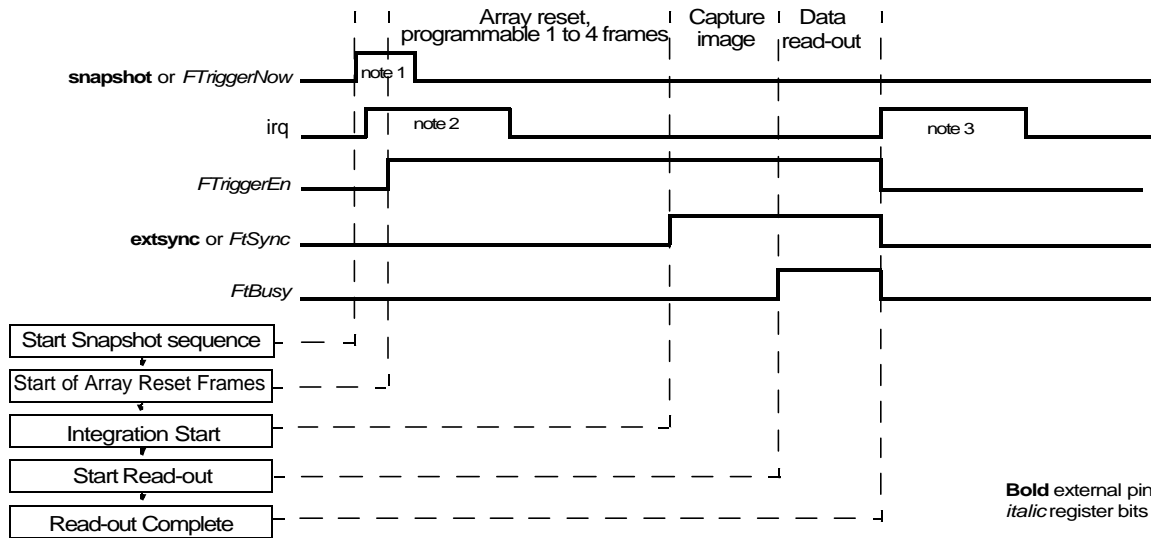 Array reset,
programmable 1 to 4 frames
Capture
image
Data
read-out
snapshot or FTriggerNow
note 1
irq
note 2
note 3
FTriggerEn
extsync or FtSync
FtBusy
Start Snapshot sequence
Start of Array Reset Frames
Integration Start
Start Read-out
Read-out Complete
Bold external pin
italic register bits